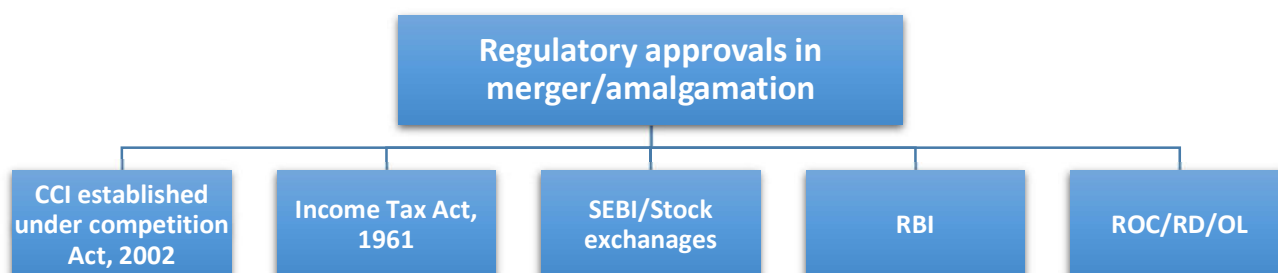 Regulatory approvals in
merger/amalgamation
CCI established
under competition
Act, 2002
Income Tax Act,
1961
SEBI/Stock
exchanages
RBI
ROC/RD/OL